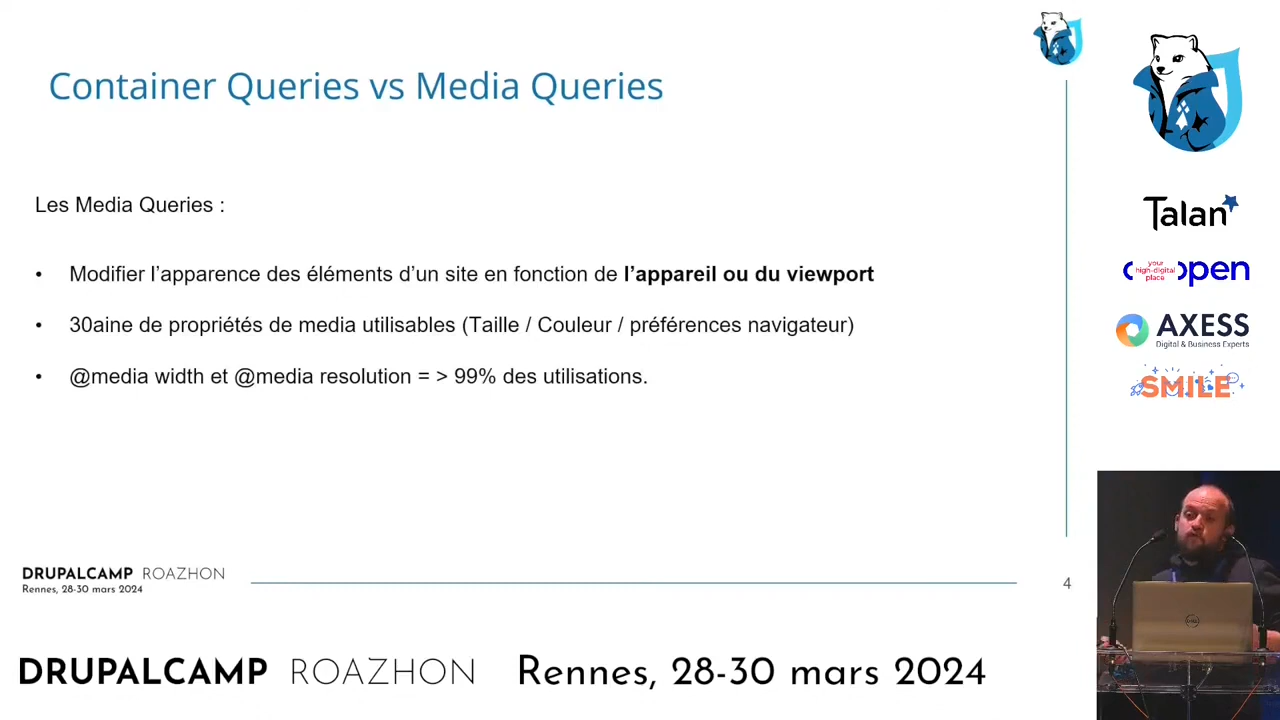 Container Queries vs Media Queries
Les Media Queries :
• Modifier l’apparence des éléments d’un site en fonction de l’appareil ou du viewport
• 30aine de propriétés de media utilisables (Taille / Couleur / préférences navigateur)
• @media width et @media resolution = > 99% des utilisations.
DRUPALCAMP ROAZHON
Rennes, 28-30 mars 2024
4
Talan
your
high-digital
place
open
AXESS
Digital & Business Experts
SMILE
DELL
DRUPALCAMP ROAZHON Rennes, 28-30 mars 2024